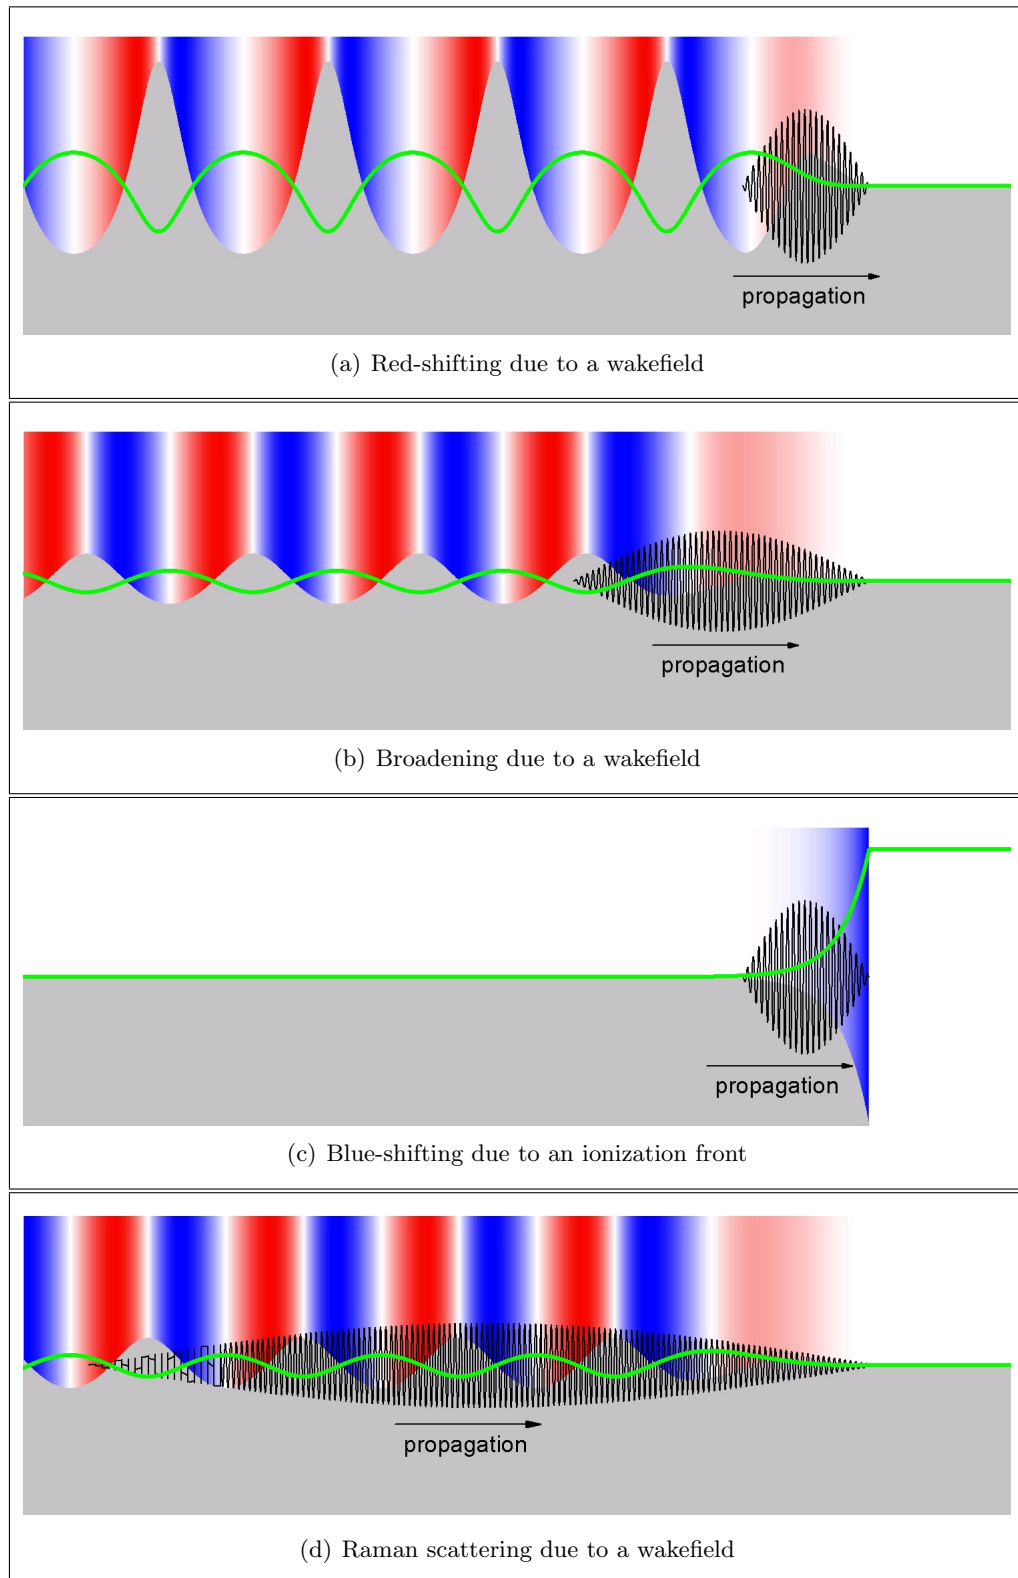 propagation
(a) Red-shifting due to a wakefield
propagation
(b) Broadening due to a wakefield
propagation
(c) Blue-shifting due to an ionization front
propagation
(d) Raman scattering due to a wakefield